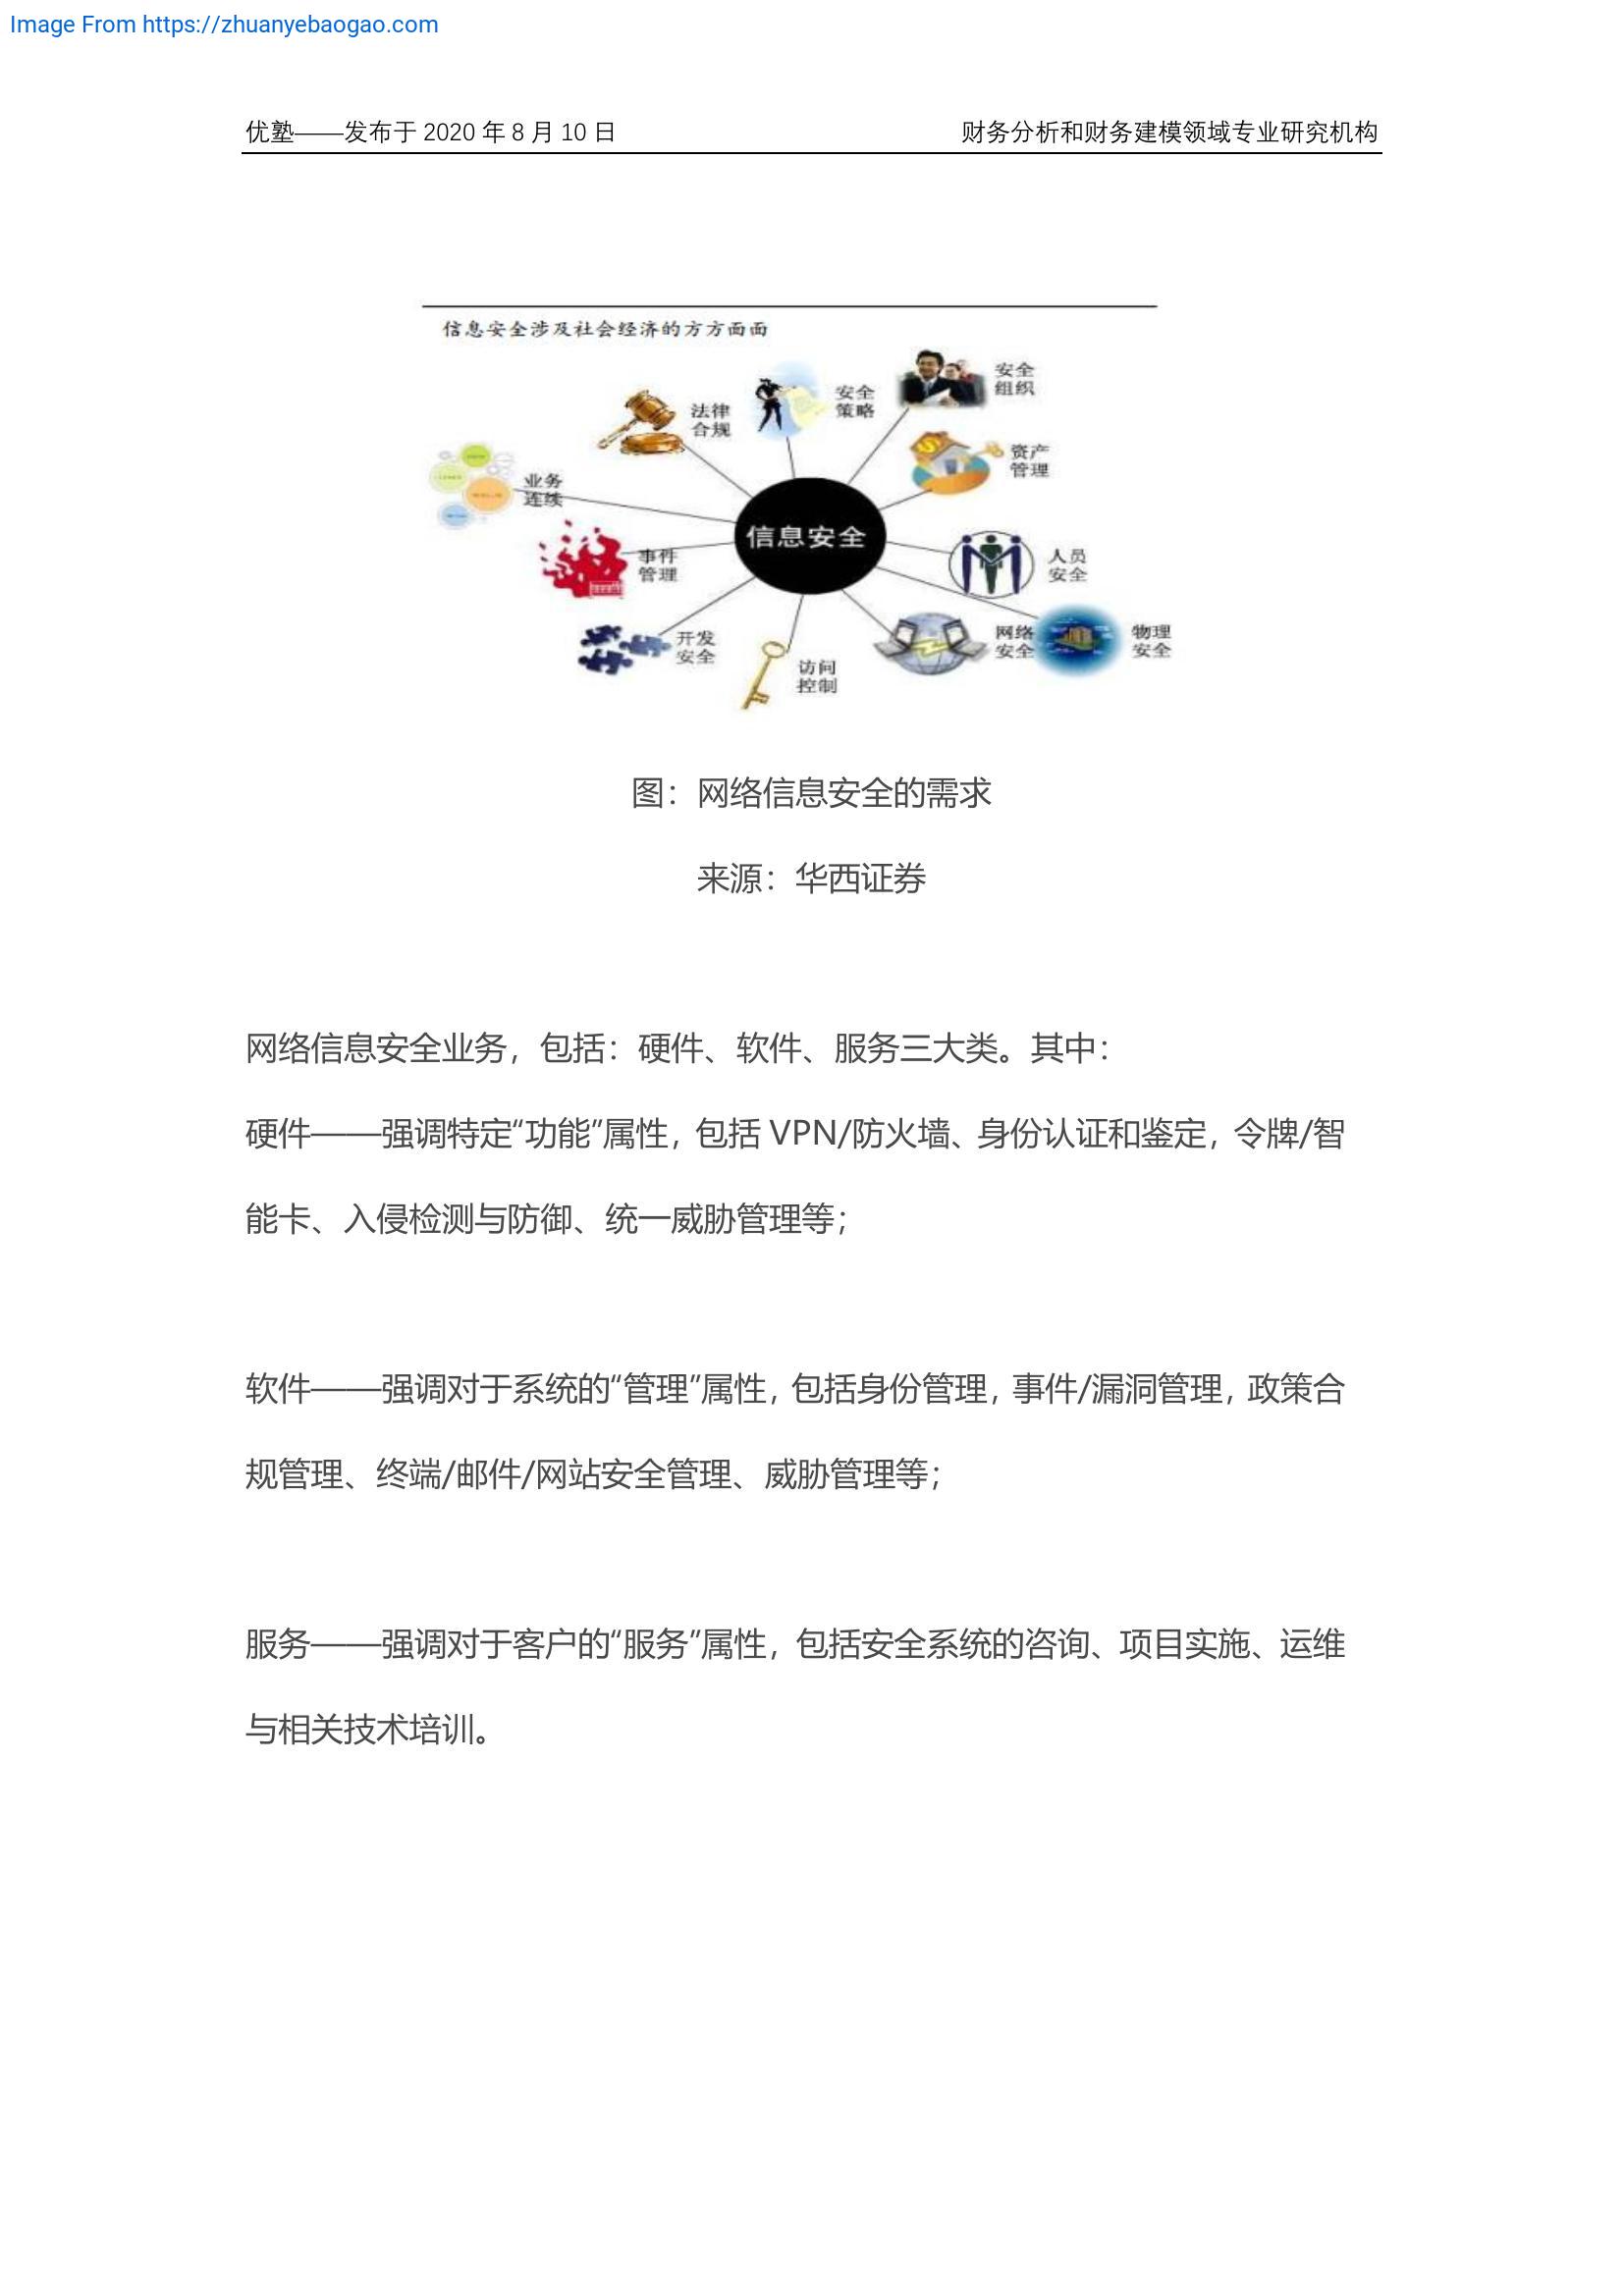 Image From https://zhuanyebaogao.com
优塾——发布于 2020 年 8 月 10 日
财务分析和财务建模领域专业研究机构
信息安全涉及社会经济的方方面面
法律
合规
安全
策略
安全
组织
资产
管理
业务
连续
信息安全
事件
管理
人员
安全
开发
安全
访问
控制
网络
安全
物理
安全
图：网络信息安全的需求
来源：华西证券
网络信息安全业务，包括：硬件、软件、服务三大类。其中：
硬件——强调特定“功能”属性，包括 VPN/防火墙、身份认证和鉴定，令牌/智
能卡、入侵检测与防御、统一威胁管理等；
软件——强调对于系统的“管理”属性，包括身份管理，事件/漏洞管理，政策合
规管理、终端/邮件/网站安全管理、威胁管理等；
服务——强调对于客户的“服务”属性，包括安全系统的咨询、项目实施、运维
与相关技术培训。